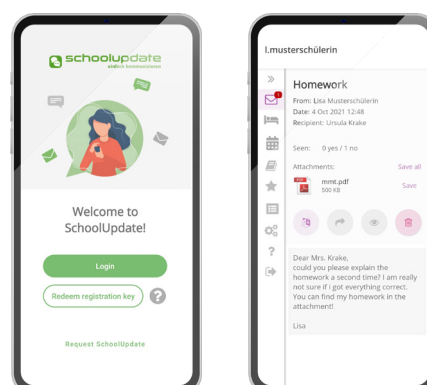 schoolupdate
einfach kommunizieren
Welcome to
SchoolUpdate!
Login
Redeem registration key ?
Request SchoolUpdate
l.musterschülerin
Homework
From: Lisa Musterschülerin
Date: 4 Oct 2021 12:48
Recipient: Ursula Krake
Seen: 0 yes / 1 no
Attachments: Save all
PDF
mmt.pdf Save
500 KB
?
Dear Mrs. Krake,
could you please explain the
homework a second time? I am really
not sure if i got everything correct.
You can find my homework in the
attachment!
Lisa